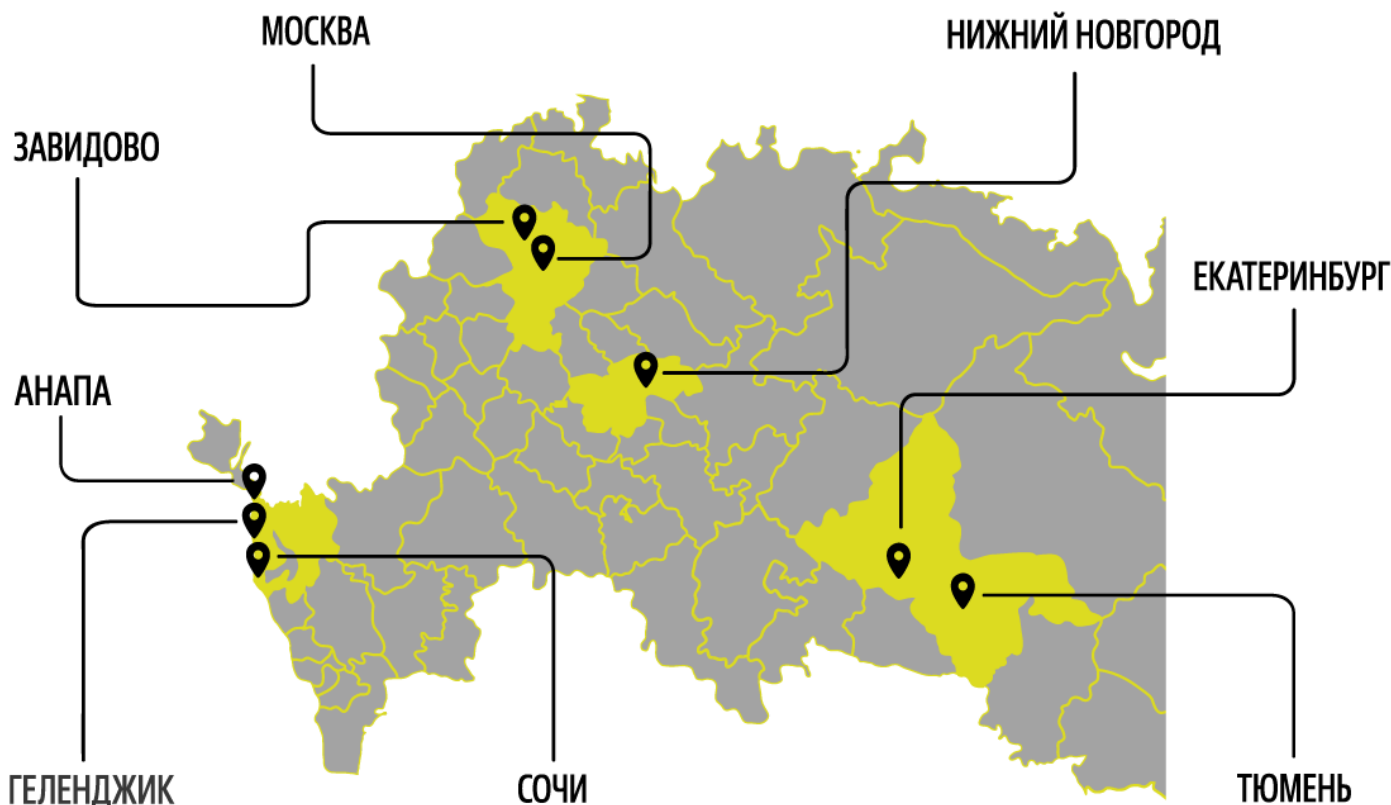 МОСКВА
НИЖНИЙ НОВГОРОД
ЗАВИДОВО
ЕКАТЕРИНБУРГ
АНАПА
ГЕЛЕНДЖИК
СОЧИ
ТЮМЕНЬ